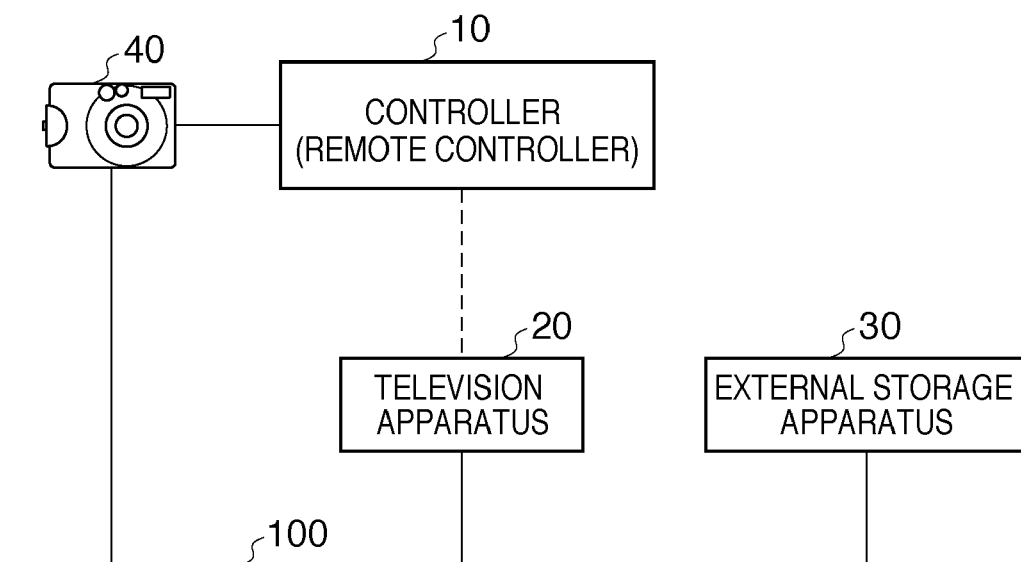 40
10
CONTROLLER
(REMOTE CONTROLLER)
20
30
TELEVISION
APPARATUS
EXTERNAL STORAGE
APPARATUS
100